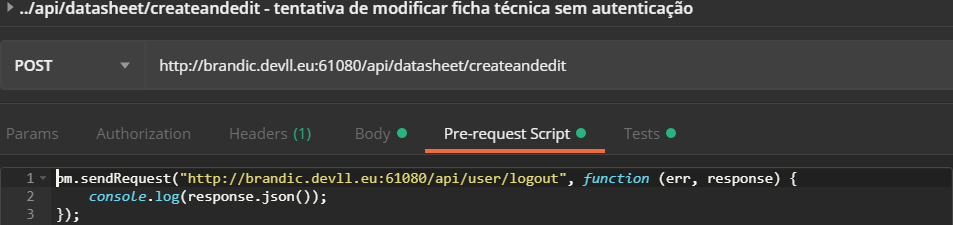 ../api/datasheet/createandedit - tentativa de modificar ficha técnica sem autenticação
POST http://brandic.devll.eu:61080/api/datasheet/createandedit
Params Authorization Headers (1) Body Pre-request Script Tests
1 pm.sendRequest("http://brandic.devll.eu:61080/api/user/logout", function (err, response) {
2 console.log(response.json());
3 });